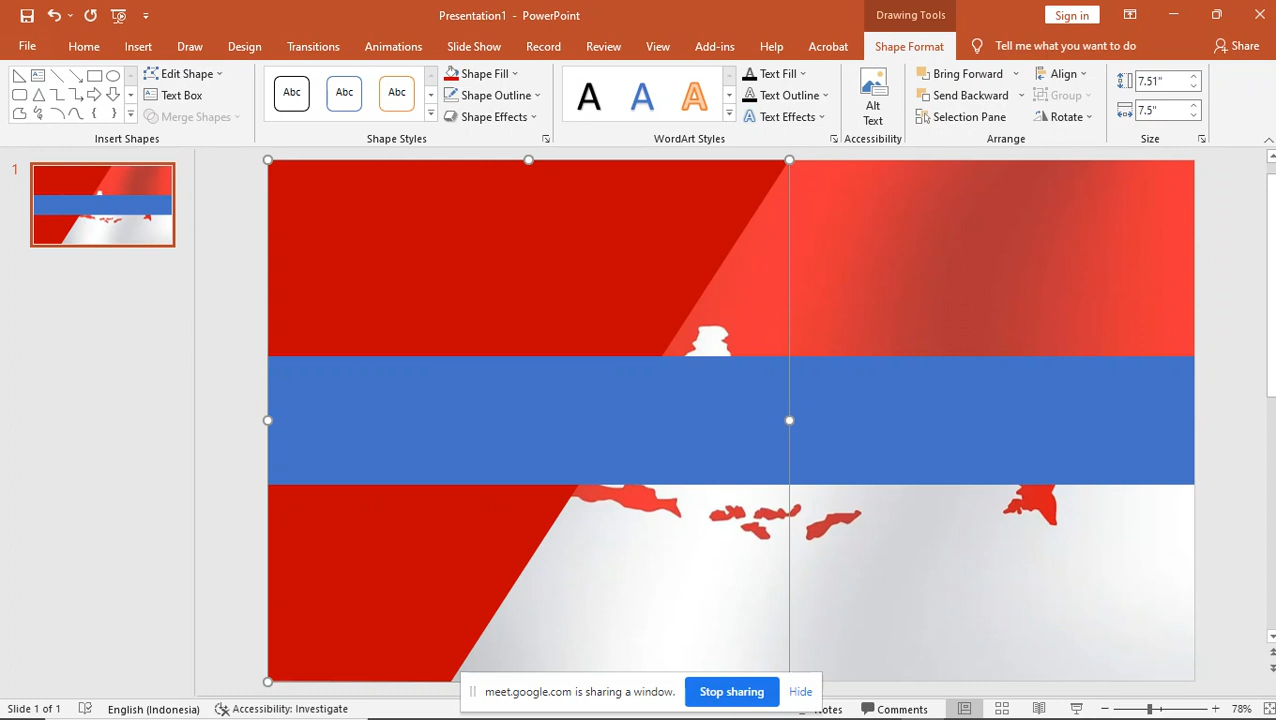 Presentation1 - PowerPoint
Drawing Tools
Sign in
File
Home
Insert
Draw
Design
Transitions
Animations
Slide Show
Record
Review
View
Add-ins
Help
Acrobat
Shape Format
Tell me what you want to do
Share
Edit Shape
Text Box
Merge Shapes
Insert Shapes
Abc
Abc
Abc
Shape Fill
Shape Outline
Shape Effects
Shape Styles
A
A
A
Text Fill
Text Outline
Text Effects
WordArt Styles
Alt
Text
Accessibility
Bring Forward
Send Backward
Selection Pane
Align
Group
Rotate
Arrange
7.51"
7.5"
Size
1
meet.google.com is sharing a window.
Stop sharing
Hide
Slide 1 of 1
English (Indonesia)
Accessibility: Investigate
Notes
Comments
78%